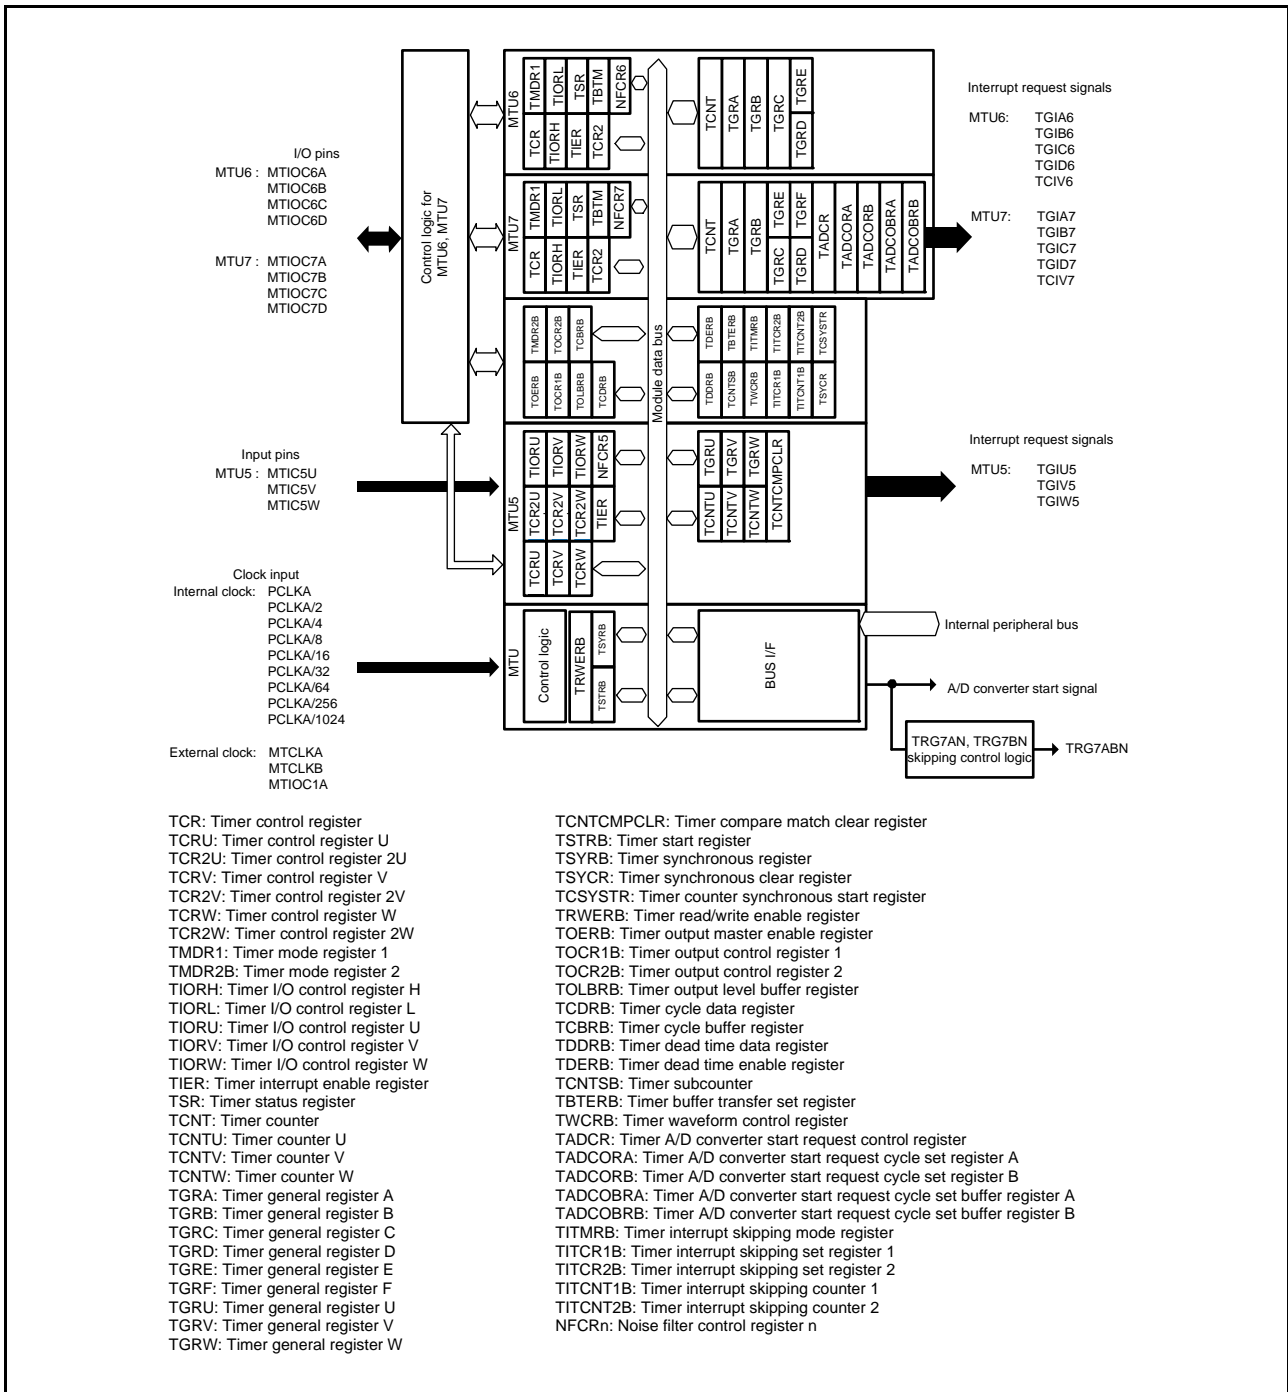 I/O pins
MTU6 : MTIOC6A
MTIOC6B
MTIOC6C
MTIOC6D
MTU7 : MTIOC7A
MTIOC7B
MTIOC7C
MTIOC7D
Input pins
MTU5 : MTIC5U
MTIC5V
MTIC5W
Clock input
Internal clock: PCLKA
PCLKA/2
PCLKA/4
PCLKA/8
PCLKA/16
PCLKA/32
PCLKA/64
PCLKA/256
PCLKA/1024
External clock: MTCLKA
MTCLKB
MTIOC1A
Control logic for
MTU6, MTU7
MTU6
TMDR1
TIORL
TSR
TBTM
NFCR6
TCR
TIORH
TIER
TCR2
TCNT
TGRA
TGRB
TGRC
TGRE
TGRD
MTU7
TMDR1
TIORL
TSR
TBTM
NFCR7
TCR
TIORH
TIER
TCR2
TCNT
TGRA
TGRB
TGRE
TGRF
TGRC
TGRD
TADCR
TADCORA
TADCORB
TADCOBRA
TADCOBRB
TMDR2B
TOCR2B
TCBRB
TOERB
TOCR1B
TOLBRB
TCDRB
Module data bus
TDERB
TBTERB
TITMRB
TITCR2B
TITCNT2B
TCSYSTR
TDDRB
TCNTSB
TWCRB
TITCR1B
TITCNT1B
TSYCR
MTU5
TIORU
TIORV
TIORW
NFCR5
TCR2U
TCR2V
TCR2W
TIER
TCRU
TCRV
TCRW
TGRU
TGRV
TGRW
TCNTCMPCLR
TCNTU
TCNTV
TCNTW
MTU
Control logic
TRWERB
TSYRB
TSTRB
BUS I/F
Interrupt request signals
MTU6: TGIA6
TGIB6
TGIC6
TGID6
TCIV6
MTU7: TGIA7
TGIB7
TGIC7
TGID7
TCIV7
Interrupt request signals
MTU5: TGIU5
TGIV5
TGIW5
Internal peripheral bus
A/D converter start signal
TRG7AN, TRG7BN
skipping control logic
TRG7ABN
TCR: Timer control register
TCRU: Timer control register U
TCR2U: Timer control register 2U
TCRV: Timer control register V
TCR2V: Timer control register 2V
TCRW: Timer control register W
TCR2W: Timer control register 2W
TMDR1: Timer mode register 1
TMDR2B: Timer mode register 2
TIORH: Timer I/O control register H
TIORL: Timer I/O control register L
TIORU: Timer I/O control register U
TIORV: Timer I/O control register V
TIORW: Timer I/O control register W
TIER: Timer interrupt enable register
TSR: Timer status register
TCNT: Timer counter
TCNTU: Timer counter U
TCNTV: Timer counter V
TCNTW: Timer counter W
TGRA: Timer general register A
TGRB: Timer general register B
TGRC: Timer general register C
TGRD: Timer general register D
TGRE: Timer general register E
TGRF: Timer general register F
TGRU: Timer general register U
TGRV: Timer general register V
TGRW: Timer general register W
TCNTCMPCLR: Timer compare match clear register
TSTRB: Timer start register
TSYRB: Timer synchronous register
TSYCR: Timer synchronous clear register
TCSYSTR: Timer counter synchronous start register
TRWERB: Timer read/write enable register
TOERB: Timer output master enable register
TOCR1B: Timer output control register 1
TOCR2B: Timer output control register 2
TOLBRB: Timer output level buffer register
TCDRB: Timer cycle data register
TCBRB: Timer cycle buffer register
TDDRB: Timer dead time data register
TDERB: Timer dead time enable register
TCNTSB: Timer subcounter
TBTERB: Timer buffer transfer set register
TWCRB: Timer waveform control register
TADCR: Timer A/D converter start request control register
TADCORA: Timer A/D converter start request cycle set register A
TADCORB: Timer A/D converter start request cycle set register B
TADCOBRA: Timer A/D converter start request cycle set buffer register A
TADCOBRB: Timer A/D converter start request cycle set buffer register B
TITMRB: Timer interrupt skipping mode register
TITCR1B: Timer interrupt skipping set register 1
TITCR2B: Timer interrupt skipping set register 2
TITCNT1B: Timer interrupt skipping counter 1
TITCNT2B: Timer interrupt skipping counter 2
NFCRn: Noise filter control register n